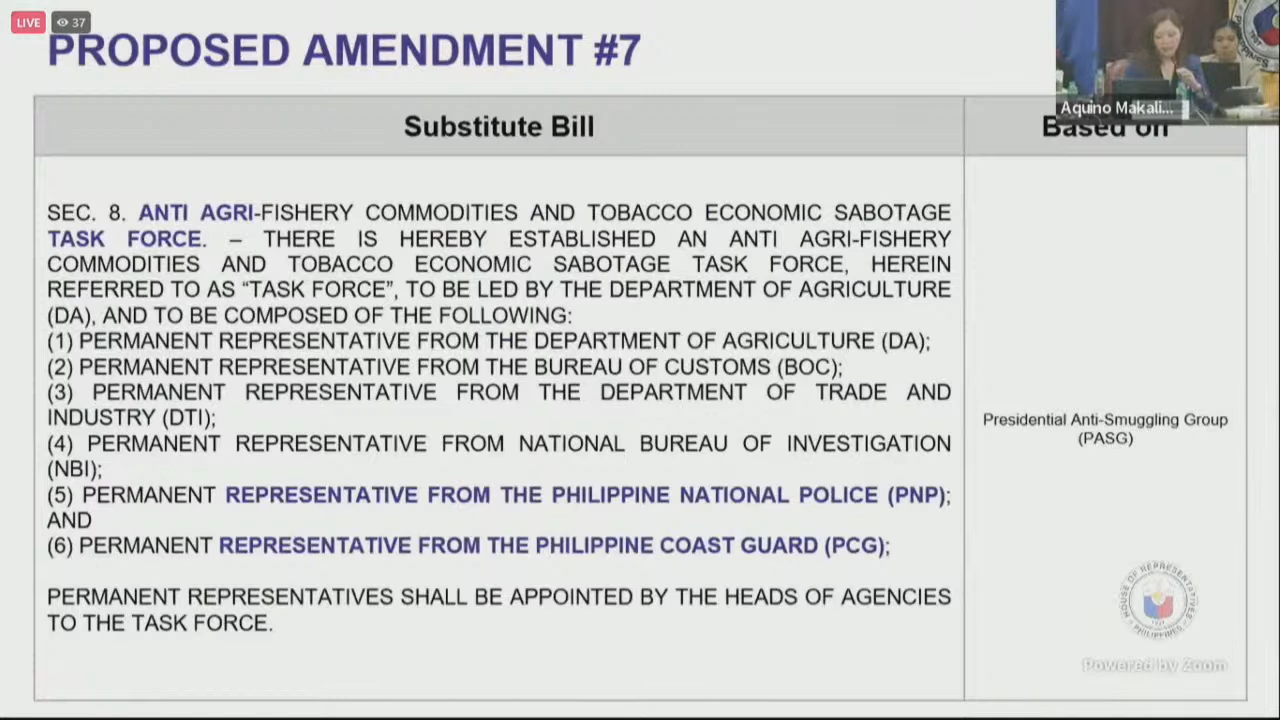 LIVE 37
PROPOSED AMENDMENT #7
Aquino Makali...
Substitute Bill
Based on
SEC. 8. ANTI AGRI-FISHERY COMMODITIES AND TOBACCO ECONOMIC SABOTAGE
TASK FORCE. – THERE IS HEREBY ESTABLISHED AN ANTI AGRI-FISHERY
COMMODITIES AND TOBACCO ECONOMIC SABOTAGE TASK FORCE, HEREIN
REFERRED TO AS “TASK FORCE”, TO BE LED BY THE DEPARTMENT OF AGRICULTURE
(DA), AND TO BE COMPOSED OF THE FOLLOWING:
(1) PERMANENT REPRESENTATIVE FROM THE DEPARTMENT OF AGRICULTURE (DA);
(2) PERMANENT REPRESENTATIVE FROM THE BUREAU OF CUSTOMS (BOC);
(3) PERMANENT REPRESENTATIVE FROM THE DEPARTMENT OF TRADE AND
INDUSTRY (DTI);
(4) PERMANENT REPRESENTATIVE FROM NATIONAL BUREAU OF INVESTIGATION
(NBI);
(5) PERMANENT REPRESENTATIVE FROM THE PHILIPPINE NATIONAL POLICE (PNP);
AND
(6) PERMANENT REPRESENTATIVE FROM THE PHILIPPINE COAST GUARD (PCG);
PERMANENT REPRESENTATIVES SHALL BE APPOINTED BY THE HEADS OF AGENCIES
TO THE TASK FORCE.
Presidential Anti-Smuggling Group
(PASG)
HOUSE OF REPRESENTATIVES
PHILIPPINES
Powered by Zoom